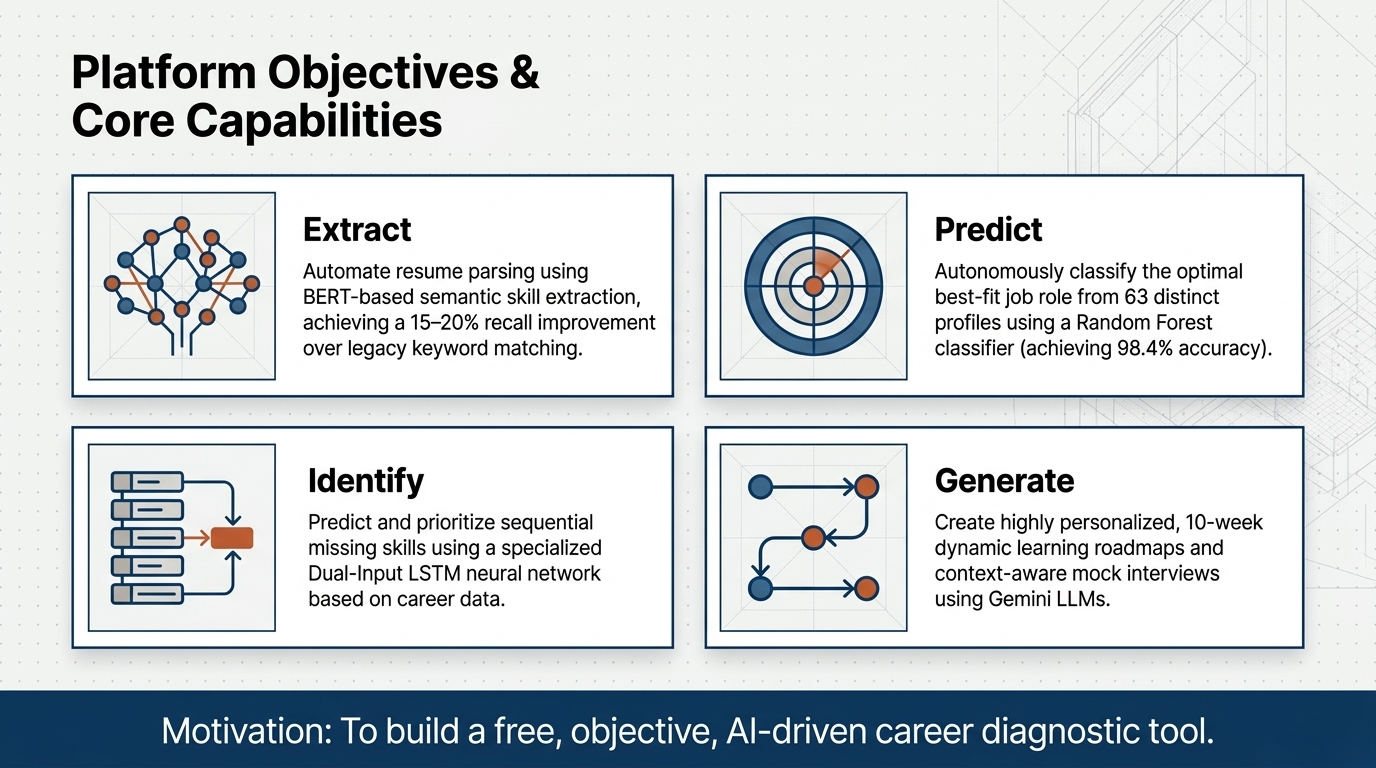 Platform Objectives &
Core Capabilities
Extract
Automate resume parsing using
BERT-based semantic skill extraction,
achieving a 15–20% recall improvement
over legacy keyword matching.
Predict
Autonomously classify the optimal
best-fit job role from 63 distinct
profiles using a Random Forest
classifier (achieving 98.4% accuracy).
Identify
Predict and prioritize sequential
missing skills using a specialized
Dual-Input LSTM neural network
based on career data.
Generate
Create highly personalized, 10-week
dynamic learning roadmaps and
context-aware mock interviews
using Gemini LLMs.
Motivation: To build a free, objective, AI-driven career diagnostic tool.